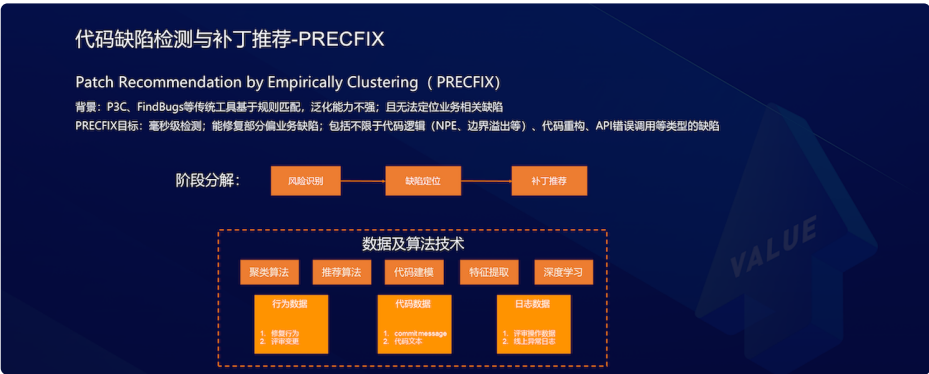 代码缺陷检测与补丁推荐-PRECFIX
Patch Recommendation by Empirically Clustering（ PRECFIX）
背景：P3C、FindBugs等传统工具基于规则匹配，泛化能力不强；且无法定位业务相关缺陷
PRECFIX目标：毫秒级检测；能修复部分偏业务缺陷；包括不限于代码逻辑（NPE、边界溢出等）、代码重构、API错误调用等类型的缺陷
阶段分解：
风险识别
缺陷定位
补丁推荐
数据及算法技术
聚类算法
推荐算法
代码建模
特征提取
深度学习
行为数据
1. 修复行为
2. 评审变更
代码数据
1. commitmessage
2. 代码文本
日志数据
1. 评审操作数据
2. 线上异常日志
VALUE